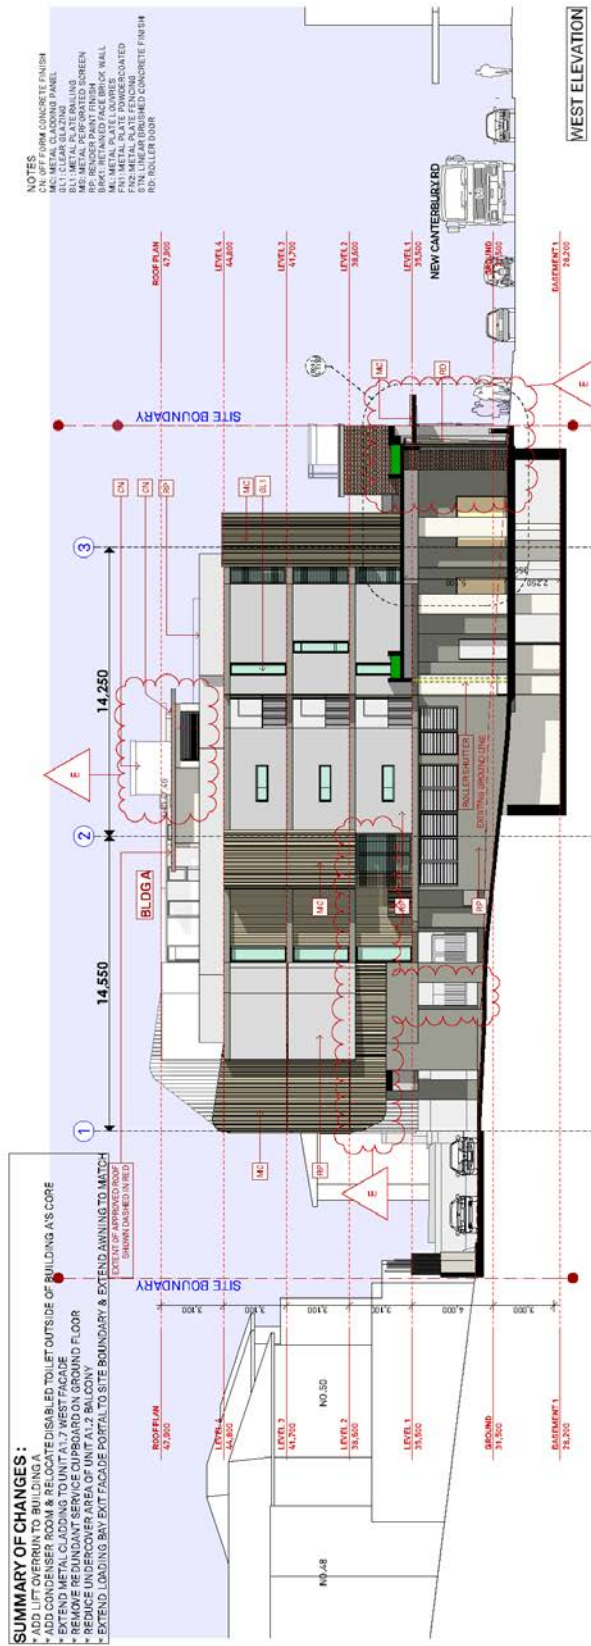 SUMMARY OF CHANGES :
* ADD LIFT OVERRUN TO BUILDING A
* ADD CONDENSER ROOM & RELOCATE DISABLED TOILET OUTSIDE OF BUILDING A'S CORE
* EXTEND METAL CLADDING TO UNIT A1.7 WEST FACADE
* REMOVE REDUNDANT SERVICE CUPBOARD ON GROUND FLOOR
* REDUCE UNDERCOVER AREA OF UNIT A1.2 BALCONY
* EXTEND LOADING BAY EXIT FACADE PORTAL TO SITE BOUNDARY & EXTEND AWNING TO MATCH
NOTES
CN: OFF FORM CONCRETE FINISH
MC: METAL CLADDING PANEL
GL1: CLEAR GLAZING
BL1: METAL PLATE RAILING
MS: METAL PERFORATED SCREEN
RP: RENDER PAINT FINISH
BRK1: RETAINED FACE BRICK WALL
ML: METAL PLATE LOUVRES
FN1: METAL PLATE POWDERCOATED
FN2: METAL PLATE FENCING
STN: LINEAR BRUSHED CONCRETE FINISH
RD: ROLLER DOOR
EXTENT OF APPROVED ROOF
SHOWN DASHED IN RED
SITE BOUNDARY
1
14,550
2
14,250
3
SITE BOUNDARY
BLDG A
CN
CN
RP
MC
GL1
MC
RD
MC
RP
MC
RP
RP
ROLLER SHUTTER
EXISTING GROUND LINE
2,250
NO.48
NO.50
ROOF PLAN
47,900
LEVEL 4
44,800
LEVEL 3
41,700
LEVEL 2
38,600
LEVEL 1
35,500
GROUND
31,500
BASEMENT 1
28,200
3,100
3,100
3,100
3,100
3,000
ROOF PLAN
47,900
LEVEL 4
44,800
LEVEL 3
41,700
LEVEL 2
38,600
LEVEL 1
35,500
GROUND
BASEMENT 1
28,200
NEW CANTERBURY RD
WEST ELEVATION